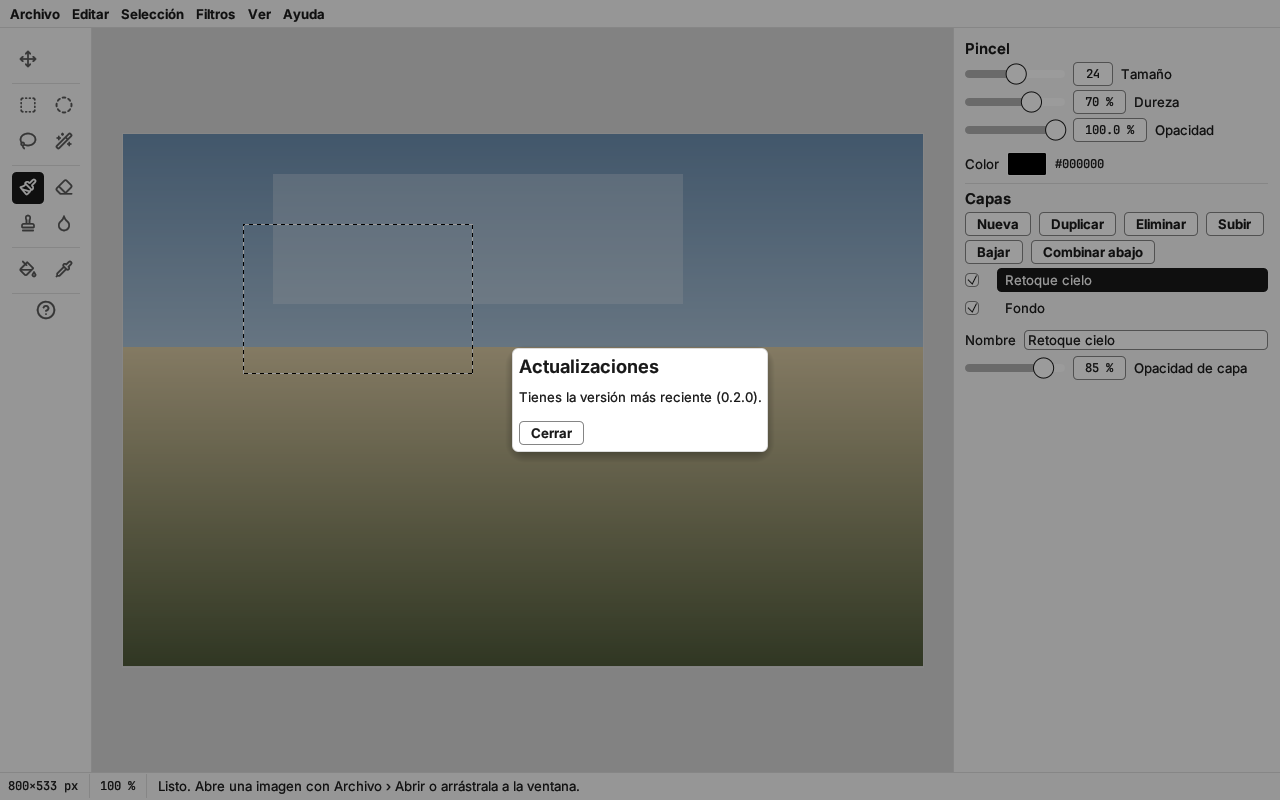 Archivo Editar Selección Filtros Ver Ayuda
Pincel
24 Tamaño
70 % Dureza
100.0 % Opacidad
Color #000000
Capas
Nueva Duplicar Eliminar Subir
Bajar Combinar abajo
Retoque cielo
Fondo
Nombre Retoque cielo
85 % Opacidad de capa
Actualizaciones
Tienes la versión más reciente (0.2.0).
Cerrar
800×533 px 100 % Listo. Abre una imagen con Archivo › Abrir o arrástrala a la ventana.